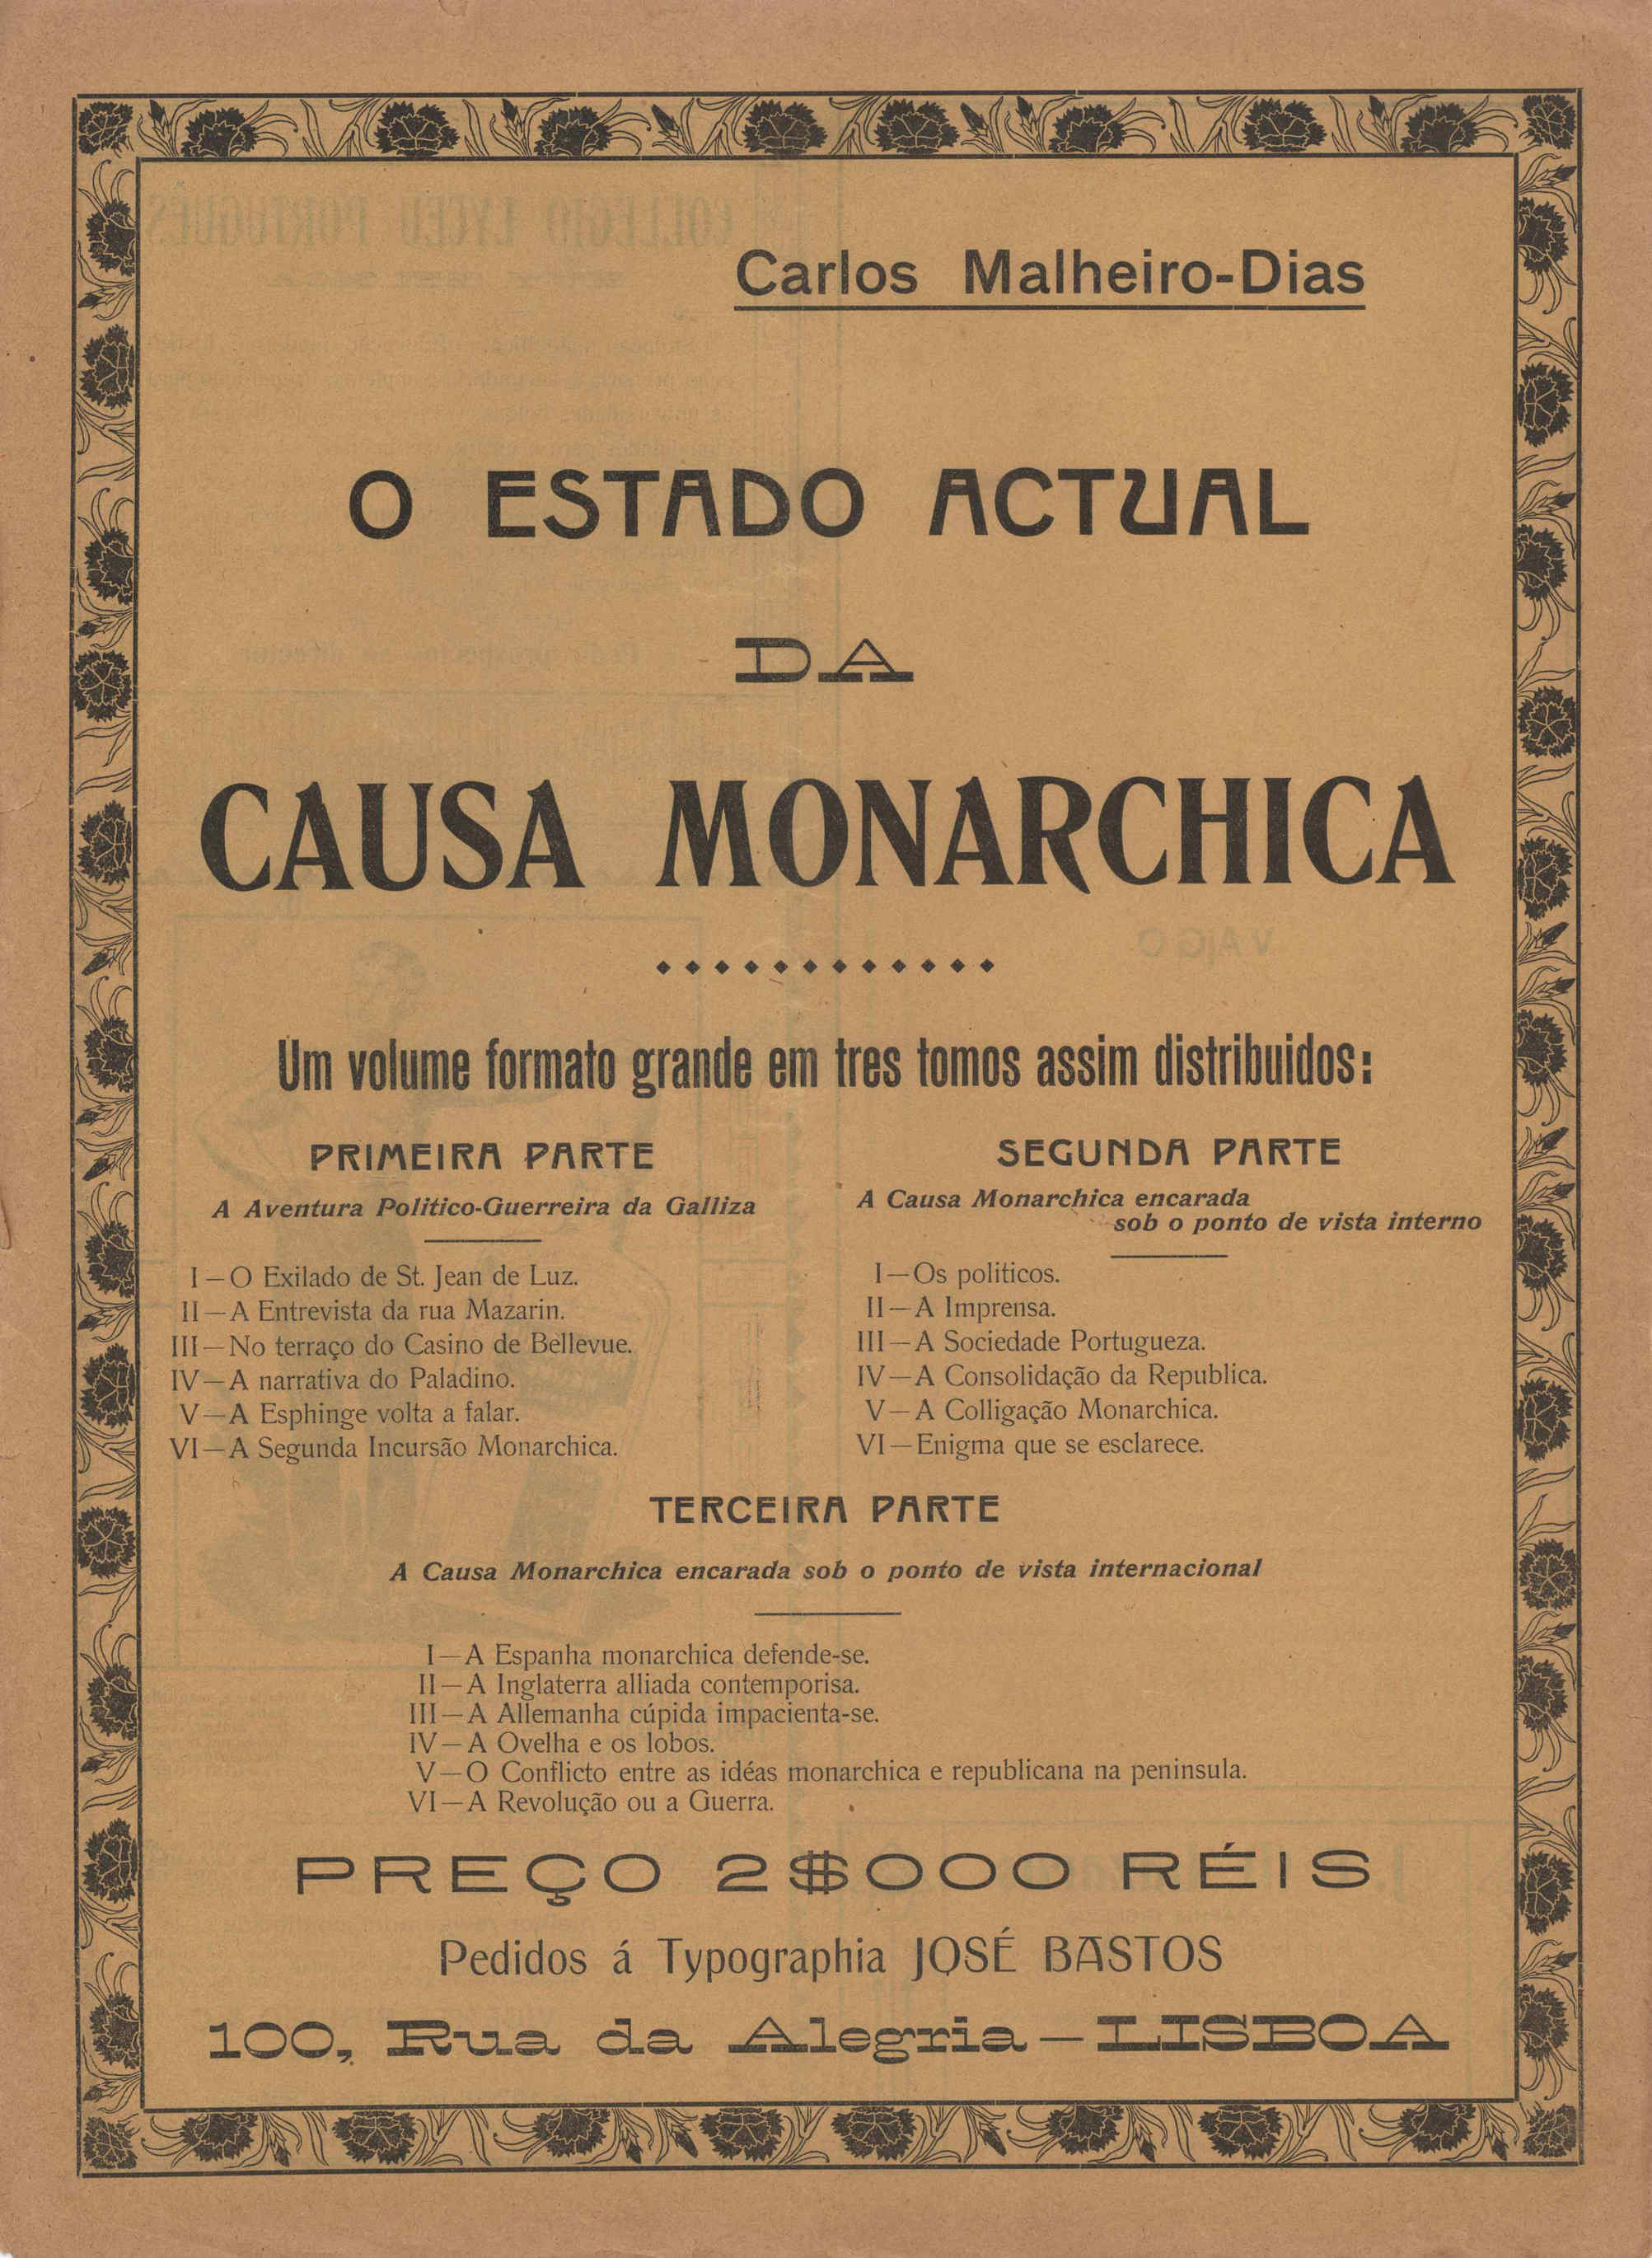 Carlos Malheiro-Dias
O ESTADO ACTUAL
DA
CAUSA MONARCHICA
Um volume formato grande em tres tomos assim distribuidos:
PRIMEIRA PARTE
A Aventura Politico-Guerreira da Galliza
I—O Exilado de St. Jean de Luz.
II—A Entrevista da rua Mazarin.
III—No terraço do Casino de Bellevue.
IV—A narrativa do Paladino.
V—A Esphinge volta a falar.
VI—A Segunda Incursão Monarchica.
SEGUNDA PARTE
A Causa Monarchica encarada
sob o ponto de vista interno
I—Os politicos.
II—A Imprensa.
III—A Sociedade Portugueza.
IV—A Consolidação da Republica.
V—A Colligação Monarchica.
VI—Enigma que se esclarece.
TERCEIRA PARTE
A Causa Monarchica encarada sob o ponto de vista internacional
I—A Espanha monarchica defende-se.
II—A Inglaterra alliada contemporisa.
III—A Allemanha cúpida impacienta-se.
IV—A Ovelha e os lobos.
V—O Conflicto entre as idéas monarchica e republicana na peninsula.
VI—A Revolução ou a Guerra.
PREÇO 2$000 RÉIS
Pedidos á Typographia JOSÉ BASTOS
100, Rua da Alegria—LISBOA